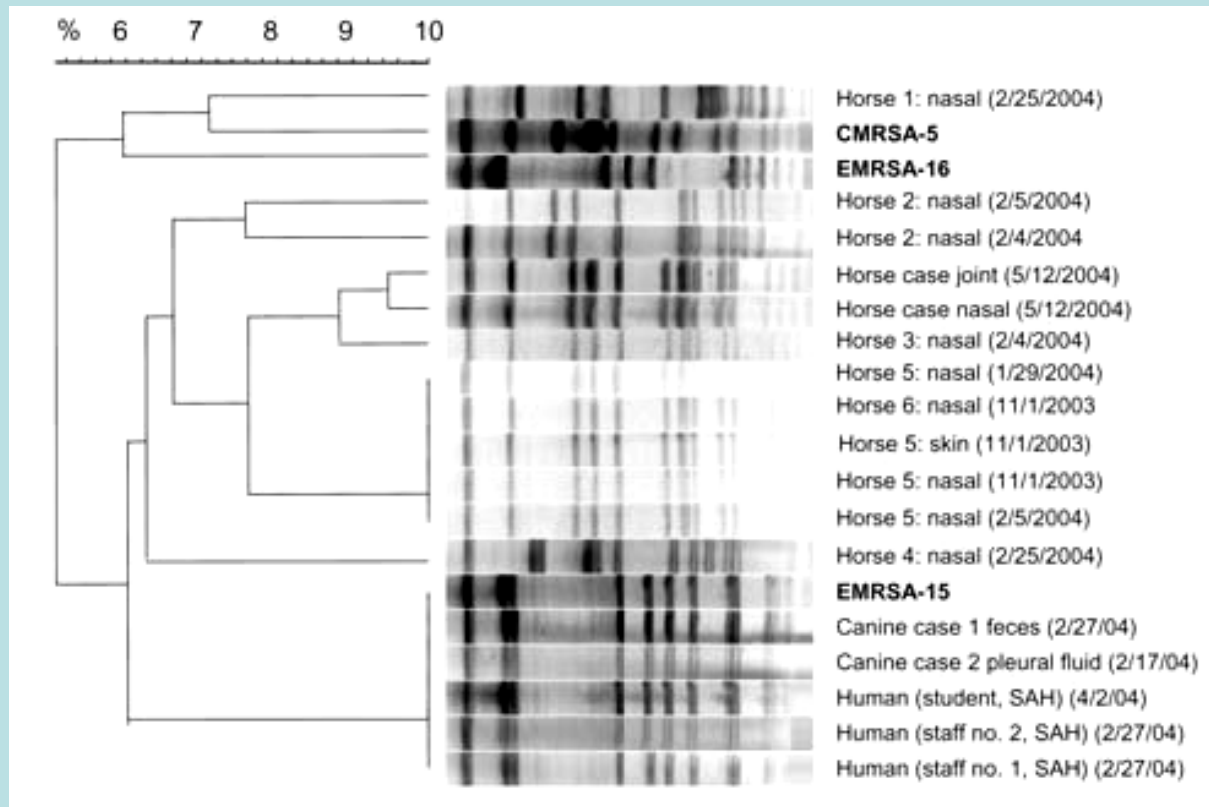 % 6 7 8 9 10
Horse 1: nasal (2/25/2004)
CMRSA-5
EMRSA-16
Horse 2: nasal (2/5/2004)
Horse 2: nasal (2/4/2004
Horse case joint (5/12/2004)
Horse case nasal (5/12/2004)
Horse 3: nasal (2/4/2004)
Horse 5: nasal (1/29/2004)
Horse 6: nasal (11/1/2003
Horse 5: skin (11/1/2003)
Horse 5: nasal (11/1/2003)
Horse 5: nasal (2/5/2004)
Horse 4: nasal (2/25/2004)
EMRSA-15
Canine case 1 feces (2/27/04)
Canine case 2 pleural fluid (2/17/04)
Human (student, SAH) (4/2/04)
Human (staff no. 2, SAH) (2/27/04)
Human (staff no. 1, SAH) (2/27/04)